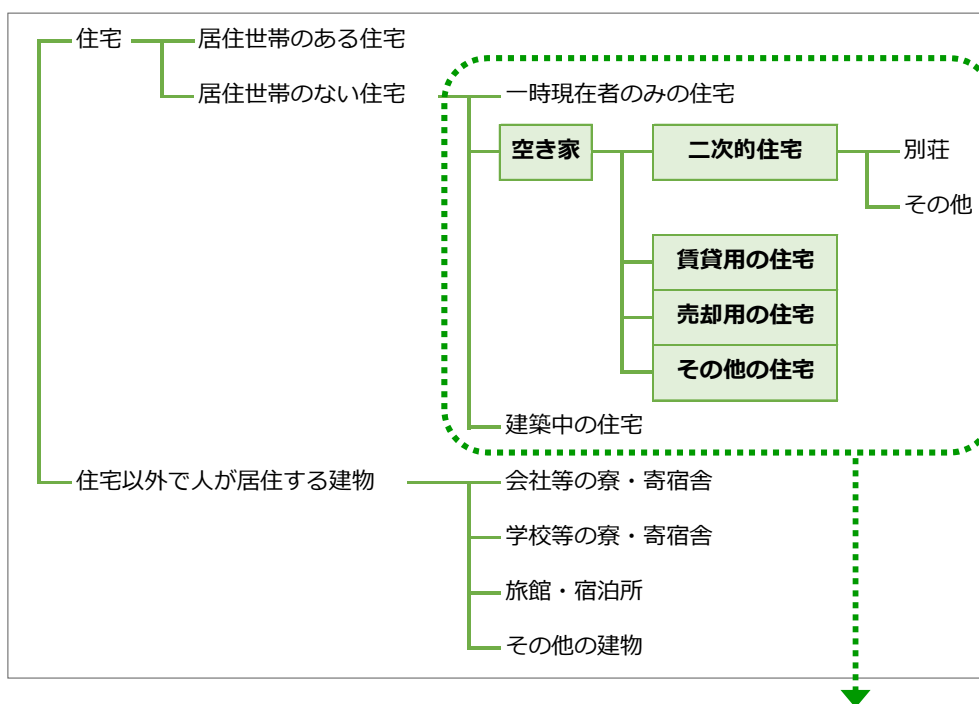 住宅
居住世帯のある住宅
居住世帯のない住宅
一時現在者のみの住宅
空き家
二次的住宅
別荘
その他
賃貸用の住宅
売却用の住宅
その他の住宅
建築中の住宅
住宅以外で人が居住する建物
会社等の寮・寄宿舎
学校等の寮・寄宿舎
旅館・宿泊所
その他の建物